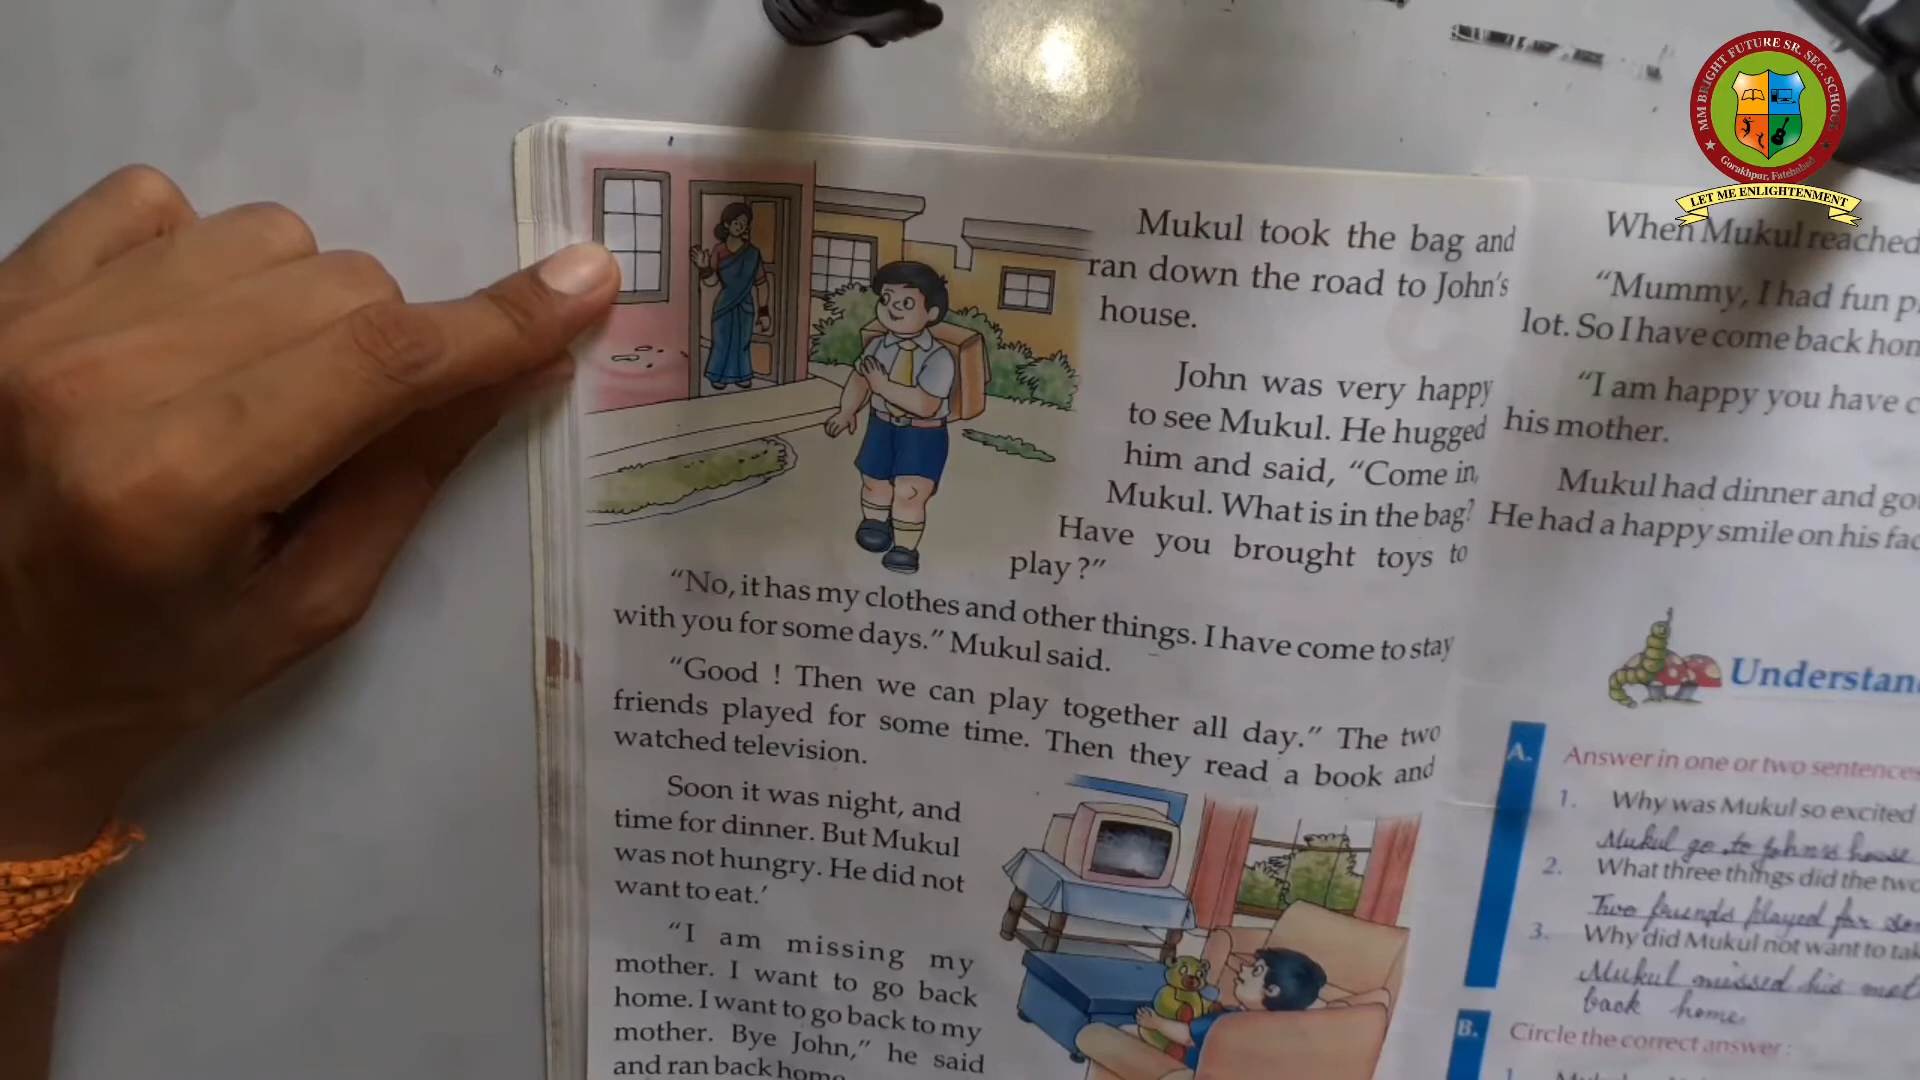 Mukul took the bag and
ran down the road to John's
house.
John was very happy
to see Mukul. He hugged
him and said, "Come in,
Mukul. What is in the bag?
Have you brought toys to
play ?"
"No, it has my clothes and other things. I have come to stay
with you for some days." Mukul said.
"Good ! Then we can play together all day." The two
friends played for some time. Then they read a book and
watched television.
Soon it was night, and
time for dinner. But Mukul
was not hungry. He did not
want to eat.'
"I am missing my
mother. I want to go back
home. I want to go back to my
mother. Bye John," he said
and ran back home
When Mukul reached
"Mummy, I had fun
lot. So I have come back
"I am happy you have
his mother.
Mukul had dinner and
He had a happy smile on his
A. Answer in one or two sentences
1. Why was Mukul so excited
Mukul go to Johns house
2. What three things did the
Two friends played for
3. Why did Mukul not want to
Mukul missed his
back home
B. Circle the correct answer :
MM BRIGHT FUTURE SR. SEC. SCHOOL
Gorakhpur, Fatehabad
LET ME ENLIGHTENMENT